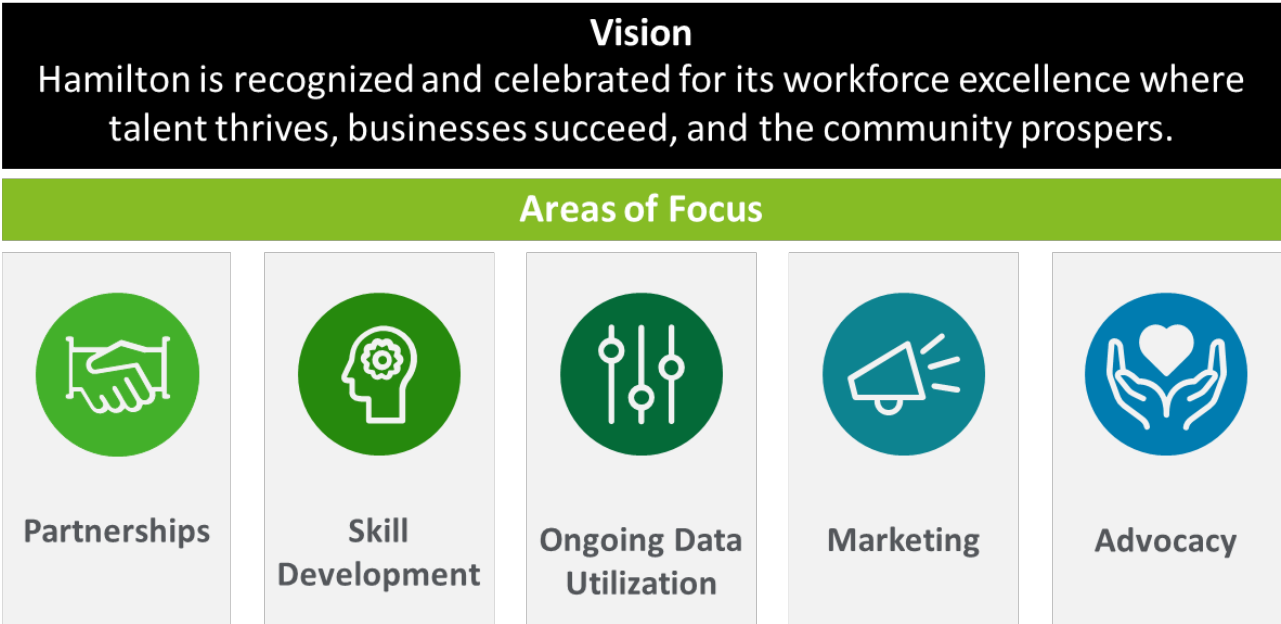 Vision
Hamilton is recognized and celebrated for its workforce excellence where
talent thrives, businesses succeed, and the community prospers.
Areas of Focus
Partnerships
Skill
Development
Ongoing Data
Utilization
Marketing
Advocacy